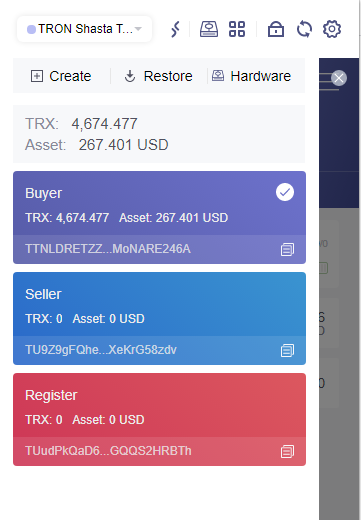 TRON Shasta T...
Create Restore Hardware
TRX: 4,674.477
Asset: 267.401 USD
Buyer
TRX: 4,674.477 Asset: 267.401 USD
TTNLDRETZZ...MoNARE246A
Seller
TRX: 0 Asset: 0 USD
TU9Z9gFQhe...XeKrG58zdv
Register
TRX: 0 Asset: 0 USD
TUudPkQaD6...GQQS2HRBTh